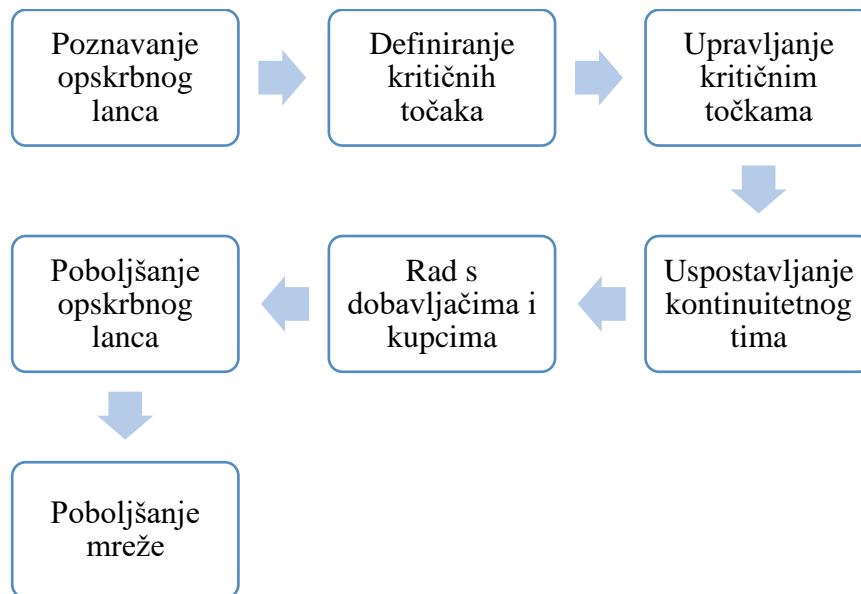 Poznavanje
opskrbnog
lanca
Definiranje
kritičnih
točaka
Upravljanje
kritičnim
točkama
Uspostavljanje
kontinuitetnog
tima
Rad s
dobavljačima i
kupcima
Poboljšanje
opskrbnog
lanca
Poboljšanje
mreže